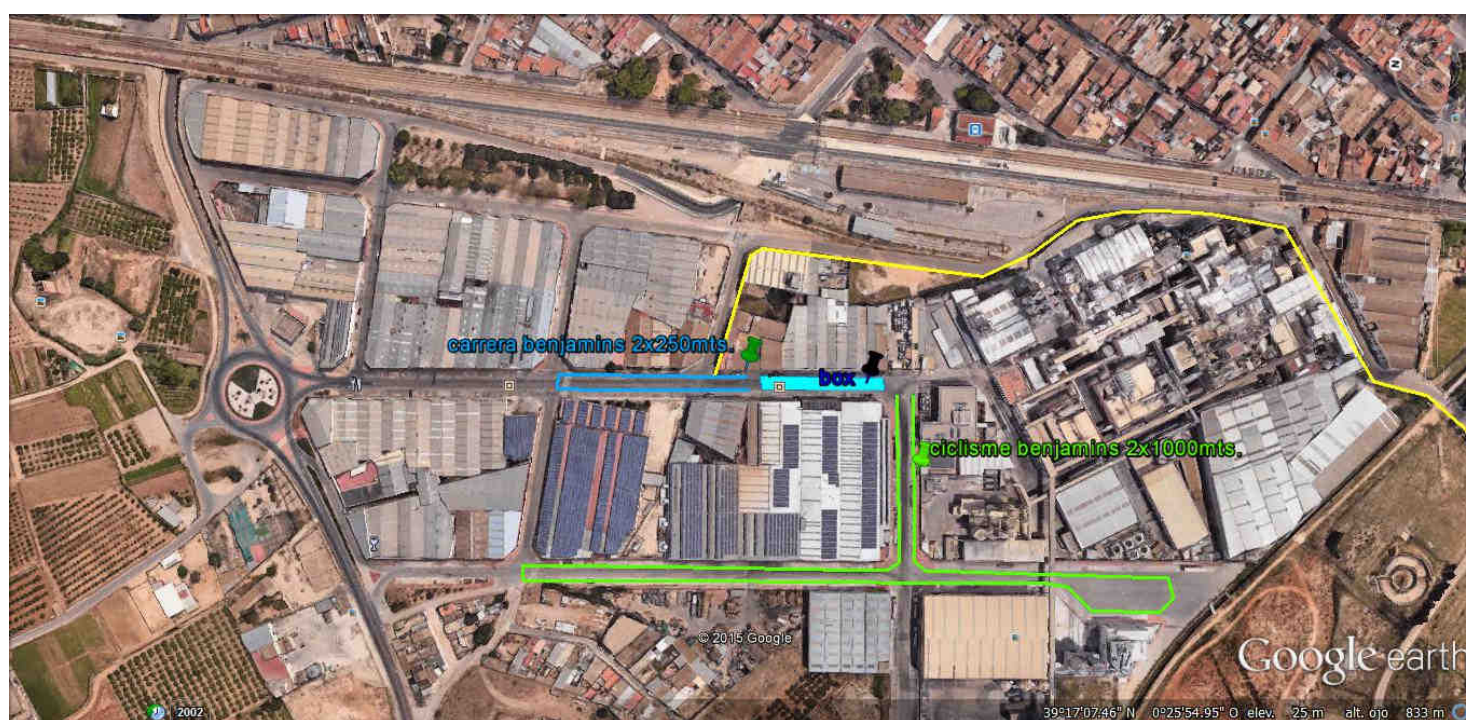 carrera benjamins 2x250mts.
box
ciclisme benjamins 2x1000mts.
© 2015 Google
Google earth
2002
39°17'07.46" N 0°25'54.95" O elev. 25 m alt. ojo 833 m